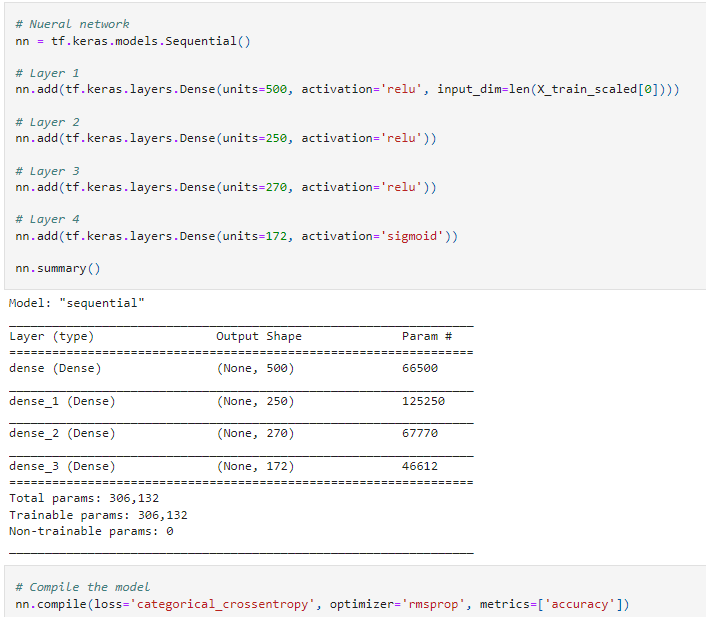 # Nueral network
nn = tf.keras.models.Sequential()
# Layer 1
nn.add(tf.keras.layers.Dense(units=500, activation='relu', input_dim=len(X_train_scaled[0])))
# Layer 2
nn.add(tf.keras.layers.Dense(units=250, activation='relu'))
# Layer 3
nn.add(tf.keras.layers.Dense(units=270, activation='relu'))
# Layer 4
nn.add(tf.keras.layers.Dense(units=172, activation='sigmoid'))
nn.summary()
Model: "sequential"
_________________________________________________________________
Layer (type) Output Shape Param #
=================================================================
dense (Dense) (None, 500) 66500
_________________________________________________________________
dense_1 (Dense) (None, 250) 125250
_________________________________________________________________
dense_2 (Dense) (None, 270) 67770
_________________________________________________________________
dense_3 (Dense) (None, 172) 46612
=================================================================
Total params: 306,132
Trainable params: 306,132
Non-trainable params: 0
_________________________________________________________________
# Compile the model
nn.compile(loss='categorical_crossentropy', optimizer='rmsprop', metrics=['accuracy'])